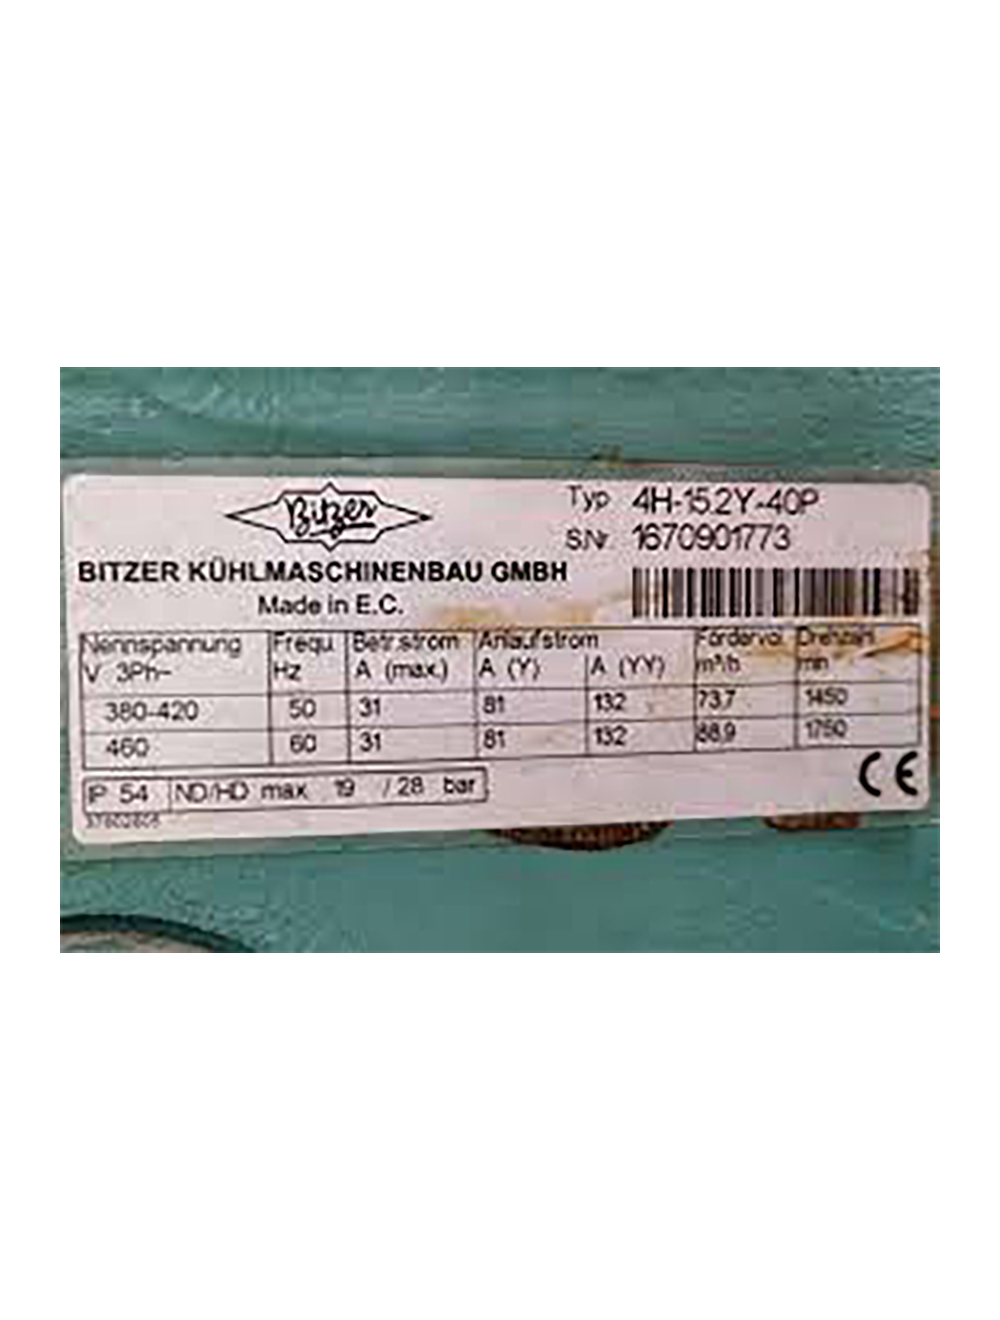 Bitzer
Typ 4H-15.2Y-40P
S.Nr 1670901773
BITZER KÜHLMASCHINENBAU GMBH
Made in E.C.
Nennspannung Frequ. Betr.strom Anlaufstrom Fördervol. Drehzahl
V 3Ph~ Hz A (max.) A (Y) A (YY) m³/h min
380-420 50 31 81 132 73,7 1450
460 60 31 81 132 88,9 1750
IP 54 ND/HD max 19 / 28 bar
CE